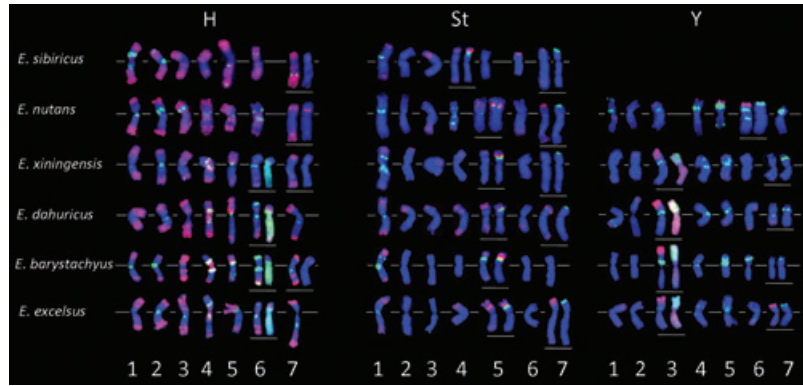 H St Y
E. sibiricus
E. nutans
E. xiningensis
E. dahuricus
E. barystachyus
E. excelsus
1 2 3 4 5 6 7 1 2 3 4 5 6 7 1 2 3 4 5 6 7